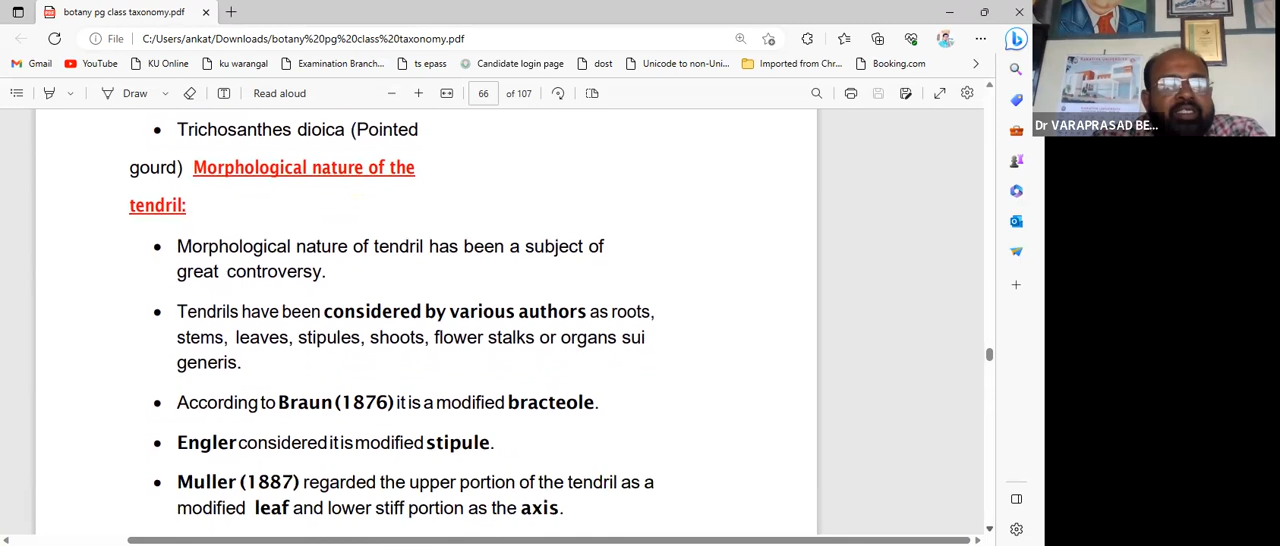 botany pg class taxonomy.pdf
File C:/Users/ankat/Downloads/botany%20pg%20class%20taxonomy.pdf
Gmail YouTube KU Online ku warangal Examination Branch... ts epass Candidate login page dost Unicode to non-Uni... Imported from Chr... Booking.com
Draw Read aloud 66 of 107
Dr VARAPRASAD BE...
• Trichosanthes dioica (Pointed
gourd) Morphological nature of the
tendril:
• Morphological nature of tendril has been a subject of
great controversy.
• Tendrils have been considered by various authors as roots,
stems, leaves, stipules, shoots, flower stalks or organs sui
generis.
• According to Braun (1876) it is a modified bracteole.
• Engler considered it is modified stipule.
• Muller (1887) regarded the upper portion of the tendril as a
modified leaf and lower stiff portion as the axis.